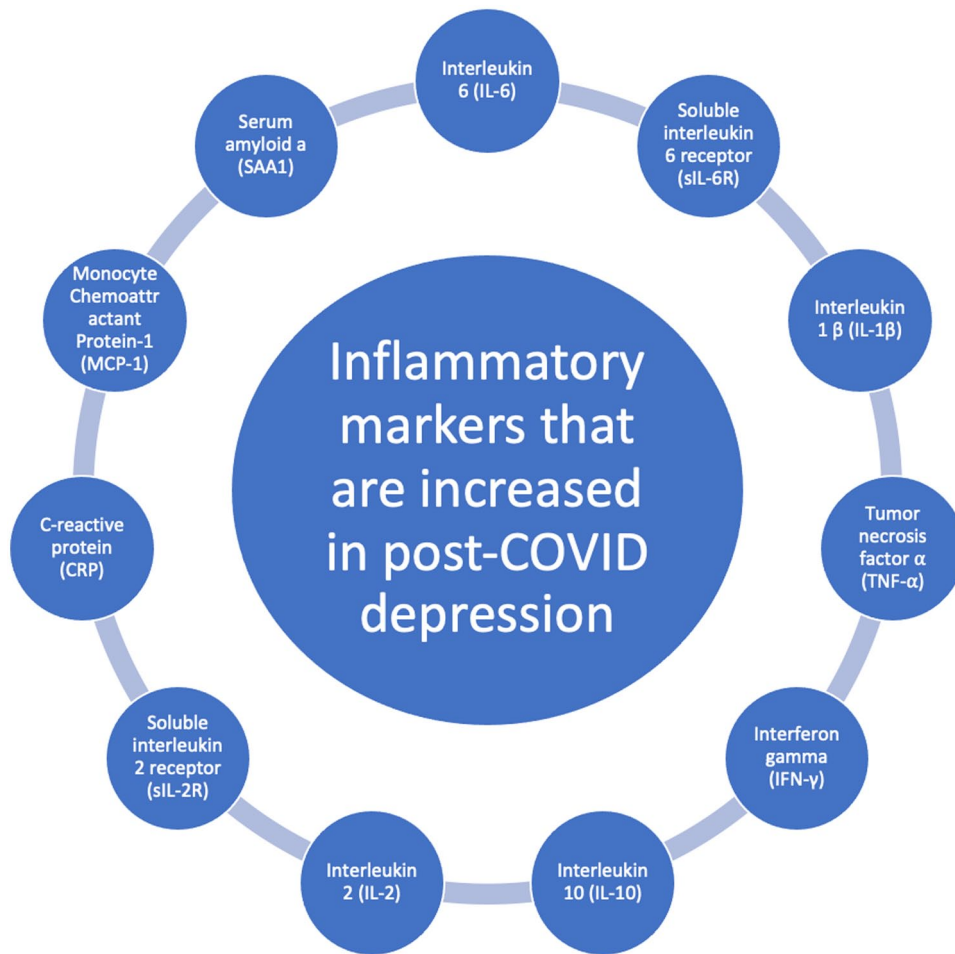 Interleukin
6 (IL-6)
Soluble
interleukin
6 receptor
(sIL-6R)
Interleukin
1 β (IL-1β)
Tumor
necrosis
factor α
(TNF-α)
Interferon
gamma
(IFN-γ)
Interleukin
10 (IL-10)
Interleukin
2 (IL-2)
Soluble
interleukin
2 receptor
(sIL-2R)
C-reactive
protein
(CRP)
Monocyte
Chemoattr
actant
Protein-1
(MCP-1)
Serum
amyloid a
(SAA1)
Inflammatory
markers that
are increased
in post-COVID
depression